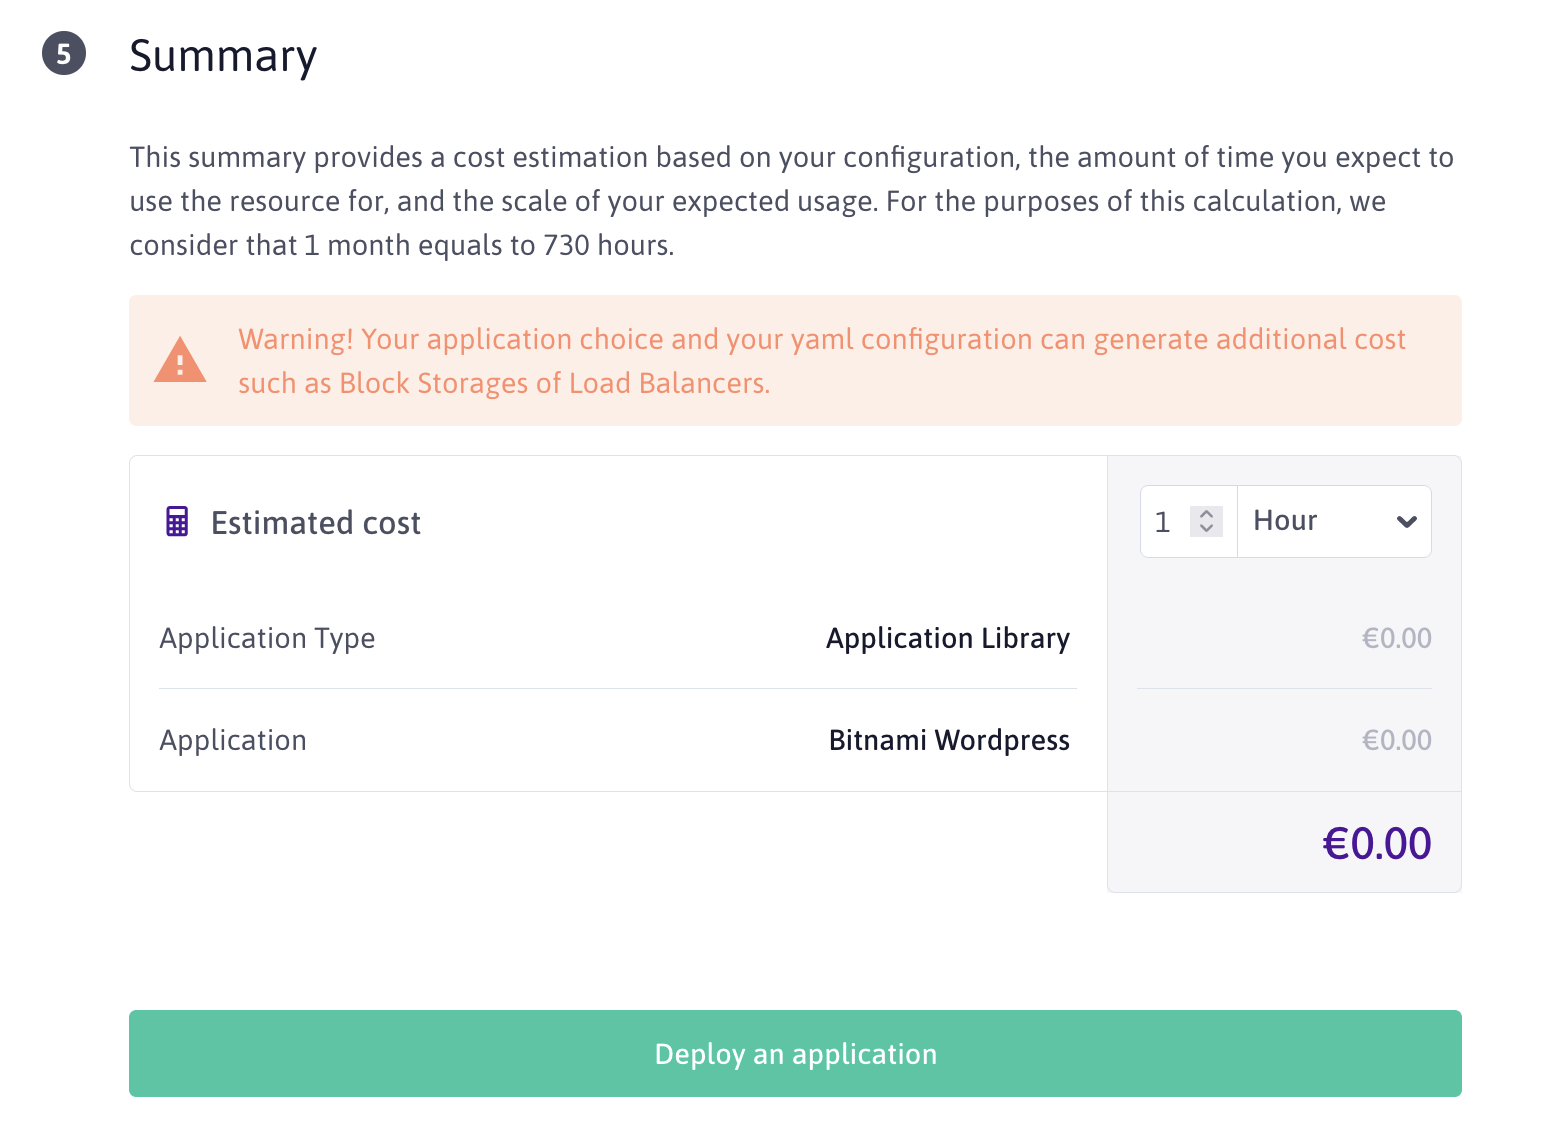 5 Summary
This summary provides a cost estimation based on your configuration, the amount of time you expect to
use the resource for, and the scale of your expected usage. For the purposes of this calculation, we
consider that 1 month equals to 730 hours.
Warning! Your application choice and your yaml configuration can generate additional cost
such as Block Storages of Load Balancers.
Estimated cost 1 Hour
Application Type Application Library €0.00
Application Bitnami Wordpress €0.00
€0.00
Deploy an application